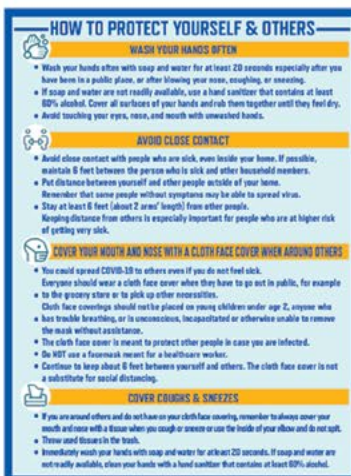 HOW TO PROTECT YOURSELF & OTHERS
WASH YOUR HANDS OFTEN
• Wash your hands often with soap and water for at least 20 seconds especially after you
have been in a public place, or after blowing your nose, coughing, or sneezing.
• If soap and water are not readily available, use a hand sanitizer that contains at least
60% alcohol. Cover all surfaces of your hands and rub them together until they feel dry.
• Avoid touching your eyes, nose, and mouth with unwashed hands.
AVOID CLOSE CONTACT
• Avoid close contact with people who are sick, even inside your home. If possible,
maintain 6 feet between the person who is sick and other household members.
• Put distance between yourself and other people outside of your home.
Remember that some people without symptoms may be able to spread virus.
• Stay at least 6 feet (about 2 arms' length) from other people.
Keeping distance from others is especially important for people who are at higher risk
of getting very sick.
COVER YOUR MOUTH AND NOSE WITH A CLOTH FACE COVER WHEN AROUND OTHERS
• You could spread COVID-19 to others even if you do not feel sick.
Everyone should wear a cloth face cover when they have to go out in public, for example
• to the grocery store or to pick up other necessities.
Cloth face coverings should not be placed on young children under age 2, anyone who
• has trouble breathing, or is unconscious, incapacitated or otherwise unable to remove
the mask without assistance.
• The cloth face cover is meant to protect other people in case you are infected.
• Do NOT use a facemask meant for a healthcare worker.
• Continue to keep about 6 feet between yourself and others. The cloth face cover is not
a substitute for social distancing.
COVER COUGHS & SNEEZES
• If you are around others and do not have on your cloth face covering, remember to always cover your
mouth and nose with a tissue when you cough or sneeze or use the inside of your elbow and do not spit.
• Throw used tissues in the trash.
• Immediately wash your hands with soap and water for at least 20 seconds. If soap and water are
not readily available, clean your hands with a hand sanitizer that contains at least 60% alcohol.